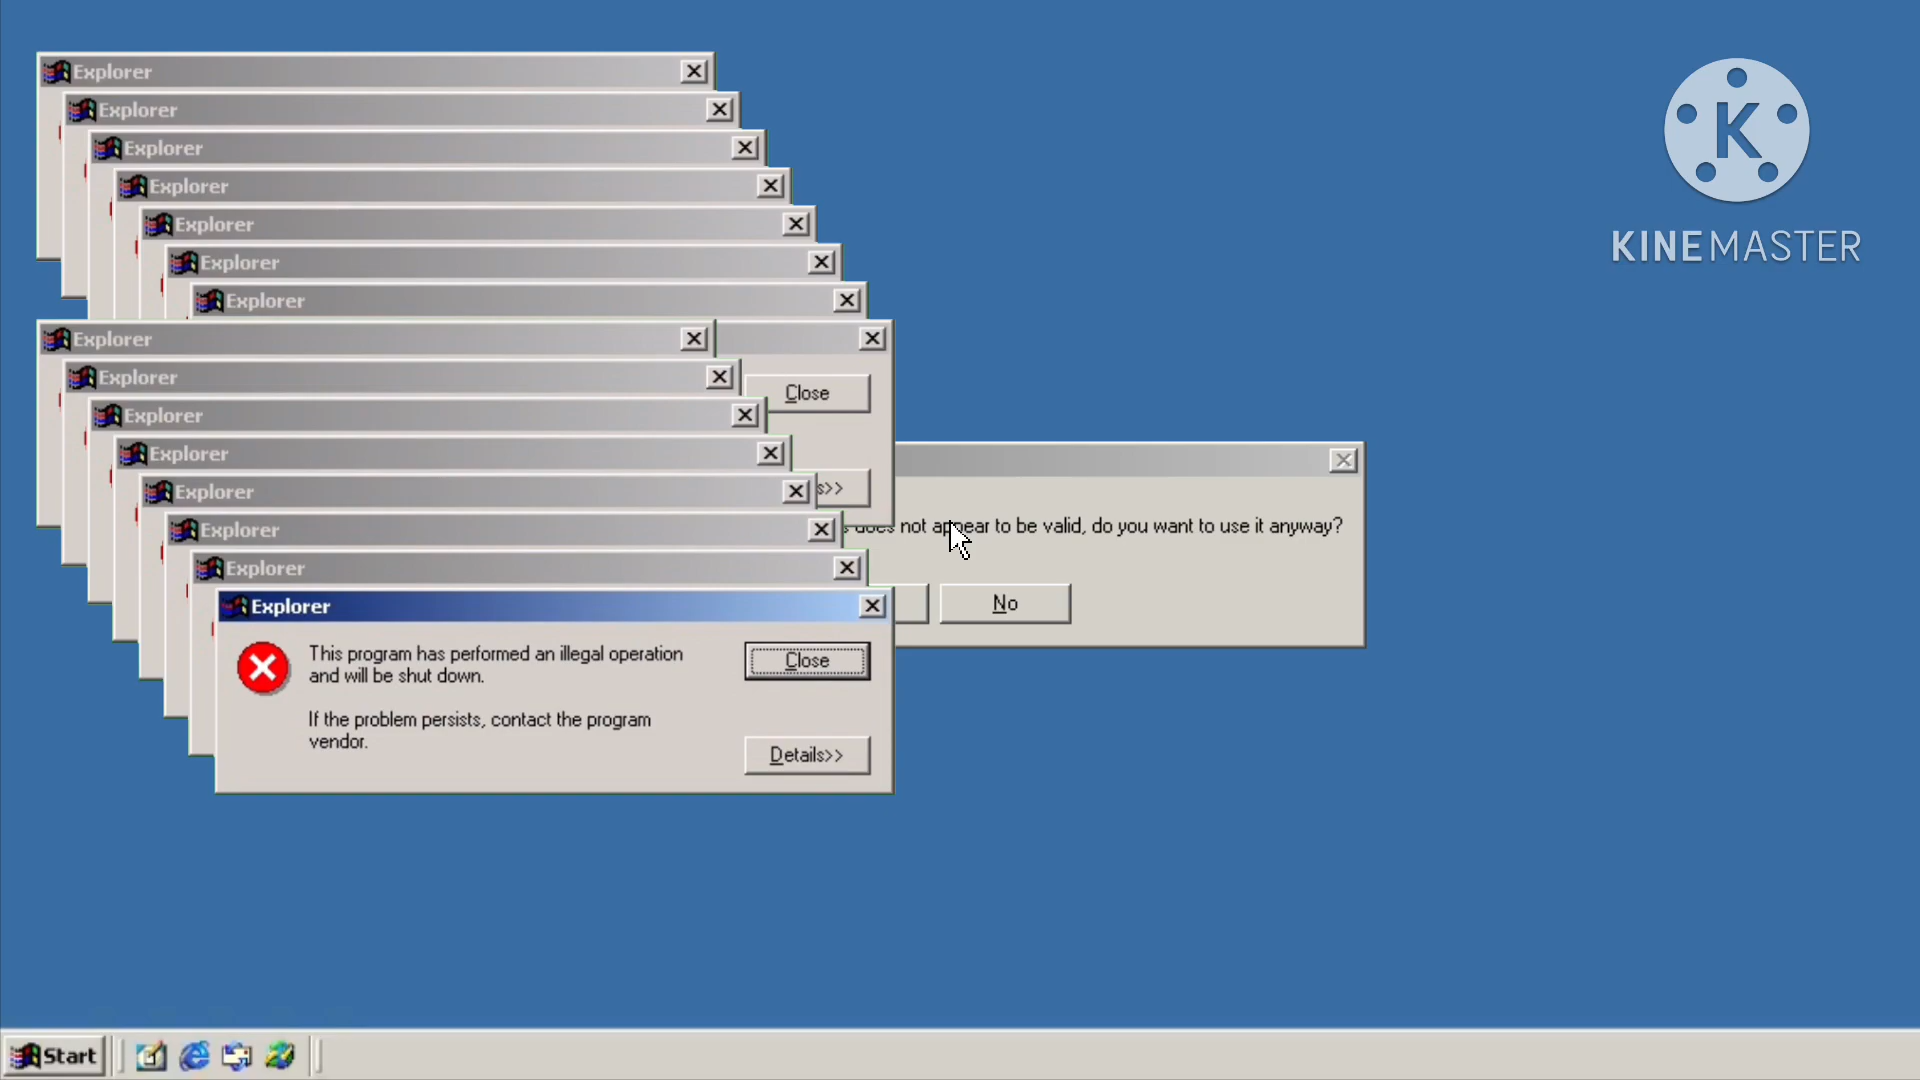 Explorer
Explorer
Explorer
Explorer
Explorer
Explorer
Explorer
Explorer
Close
Explorer
Explorer
Explorer
Explorer
s>>
Explorer
does not appear to be valid, do you want to use it anyway?
Explorer
No
Explorer
This program has performed an illegal operation
and will be shut down.
Close
If the problem persists, contact the program
vendor.
Details>>
K
KINEMASTER
Start